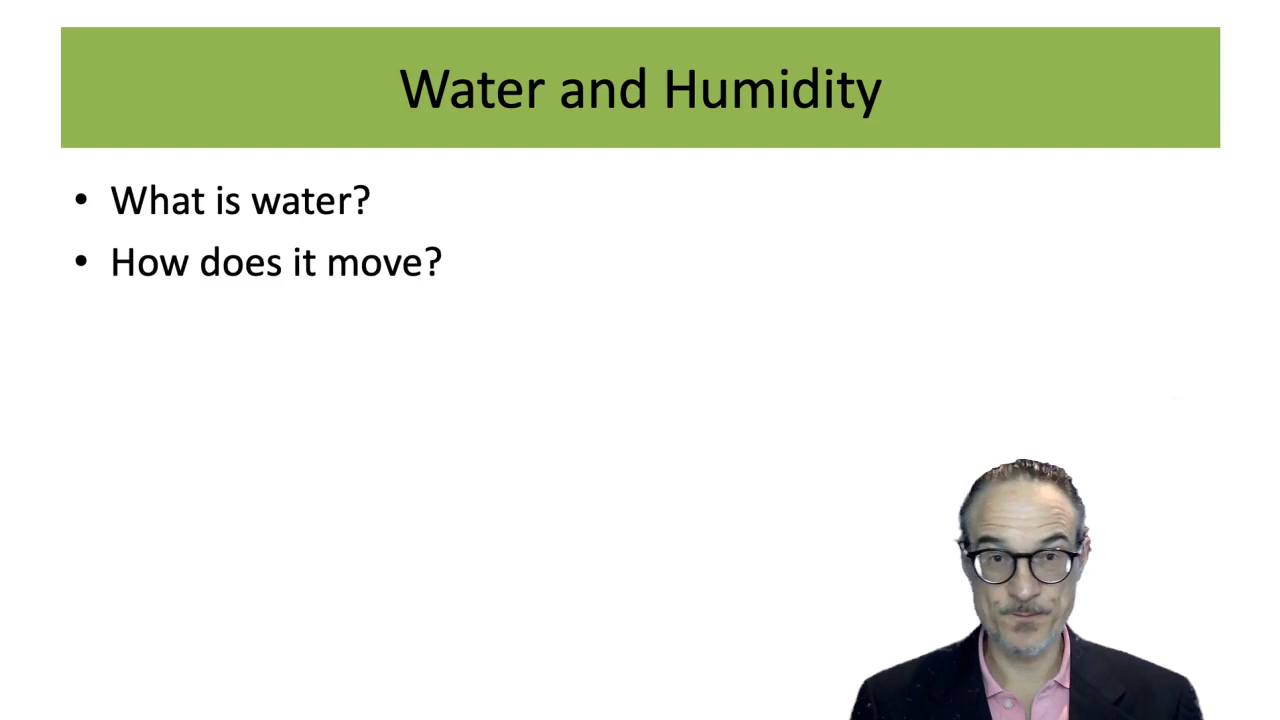 Water and Humidity
• What is water?
• How does it move?